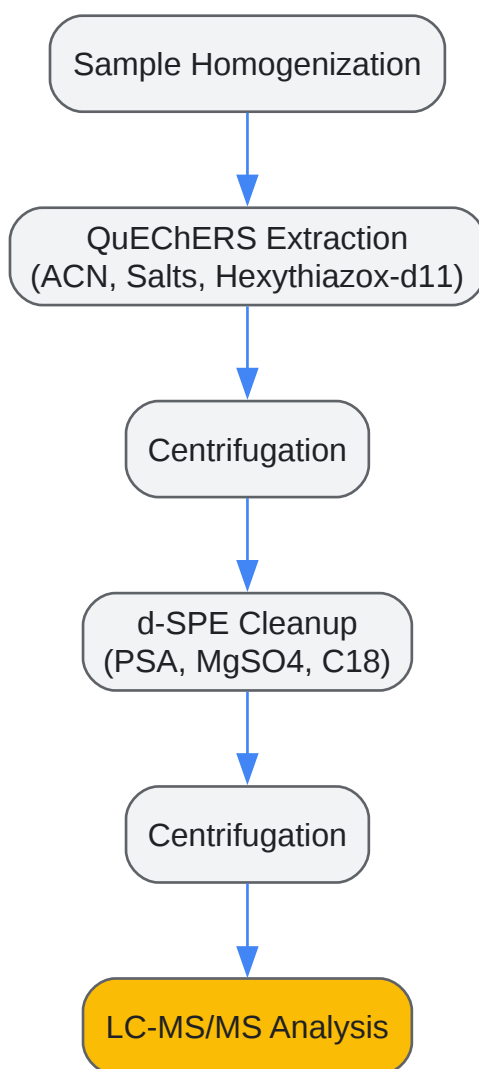 Sample Homogenization
QuEChERS Extraction
(ACN, Salts, Hexythiazox-d11)
Centrifugation
d-SPE Cleanup
(PSA, MgSO4, C18)
Centrifugation
LC-MS/MS Analysis